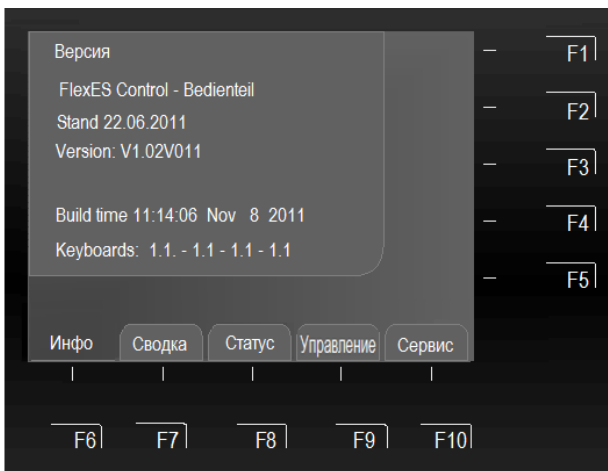 Версия
FlexES Control - Bedienteil
Stand 22.06.2011
Version: V1.02V011
Build time 11:14:06 Nov 8 2011
Keyboards: 1.1. - 1.1 - 1.1 - 1.1
F1
F2
F3
F4
F5
Инфо Сводка Статус Управление Сервис
F6 F7 F8 F9 F10